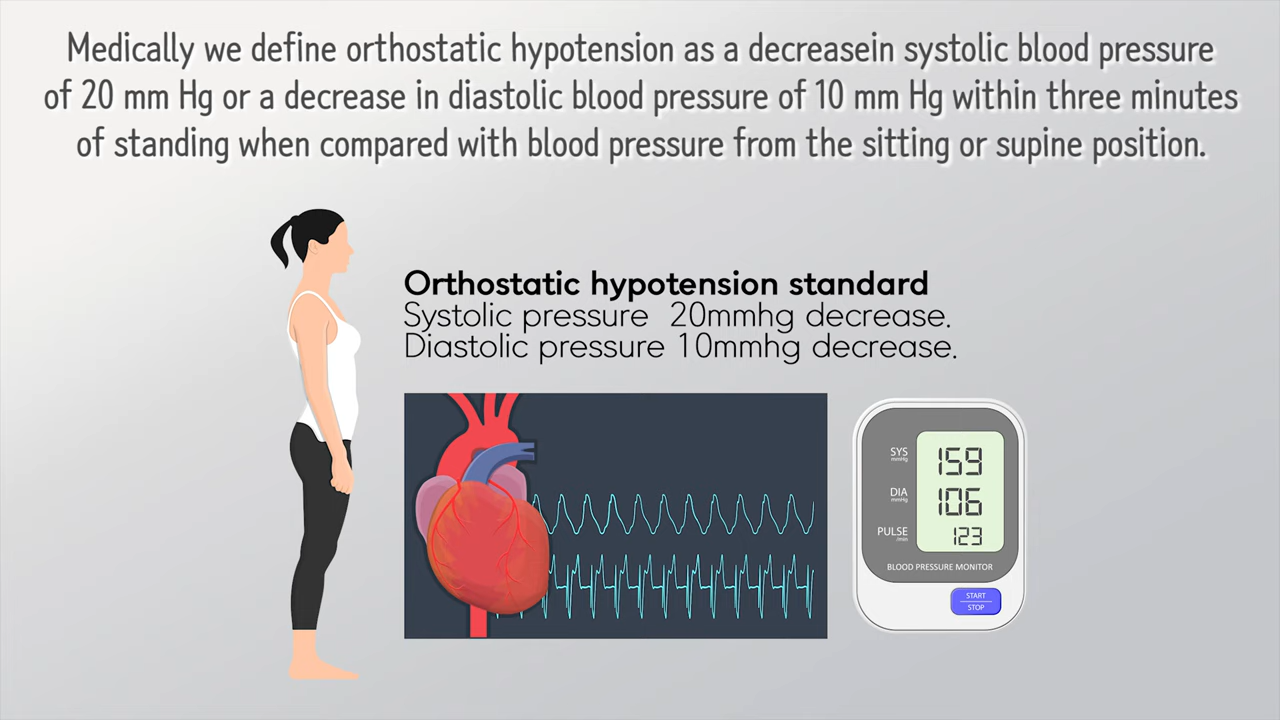 Medically we define orthostatic hypotension as a decreasein systolic blood pressure
of 20 mm Hg or a decrease in diastolic blood pressure of 10 mm Hg within three minutes
of standing when compared with blood pressure from the sitting or supine position.
Orthostatic hypotension standard
Systolic pressure  20mmhg decrease.
Diastolic pressure 10mmhg decrease.
SYS
mmHg
159
DIA
mmHg
106
PULSE
/min
123
BLOOD PRESSURE MONITOR
START
STOP